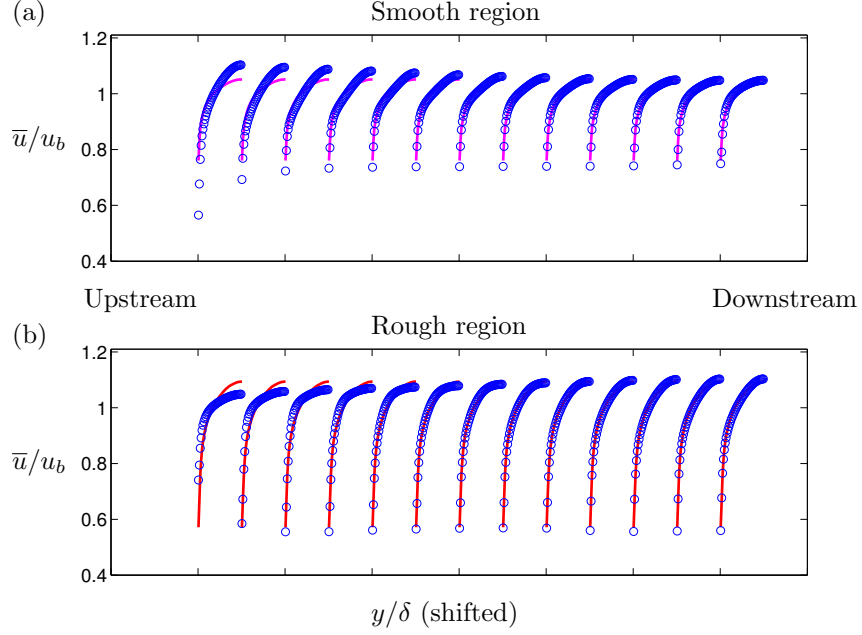 (a)
Smooth region
1.2
1
0.8
0.6
0.4
u̅/u_b
Upstream
Downstream
(b)
Rough region
1.2
1
0.8
0.6
0.4
u̅/u_b
y/δ (shifted)